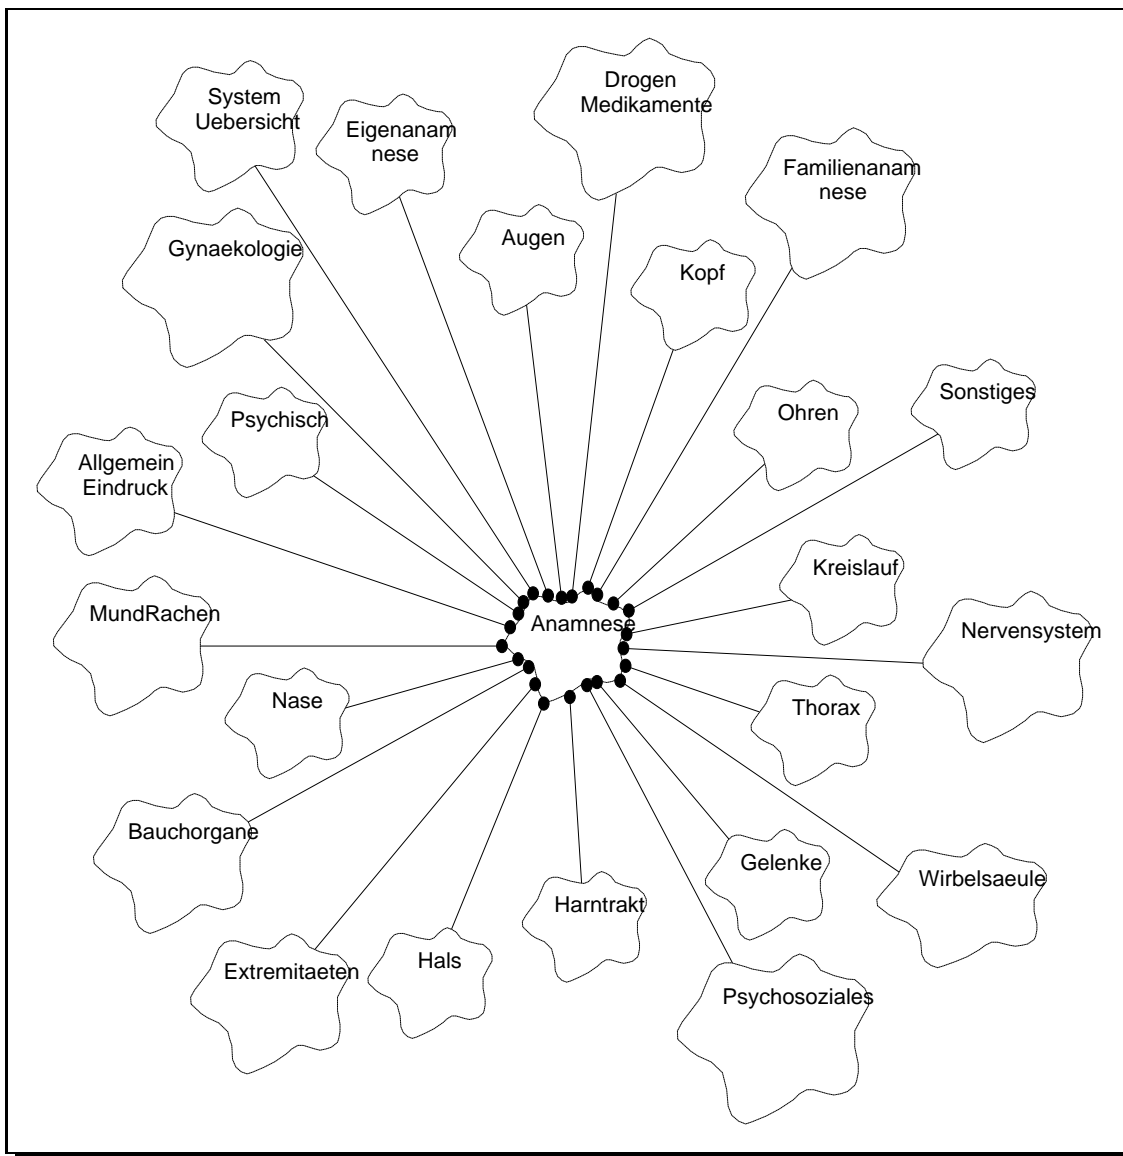 Drogen
Medikamente
System
Uebersicht
Eigenanam
nese
Familienanam
nese
Gynaekologie
Augen
Kopf
Sonstiges
Psychisch
Ohren
Allgemein
Eindruck
Kreislauf
MundRachen
Anamnese
Nervensystem
Nase
Thorax
Bauchorgane
Gelenke
Wirbelsaeule
Harntrakt
Extremitaeten
Hals
Psychosoziales